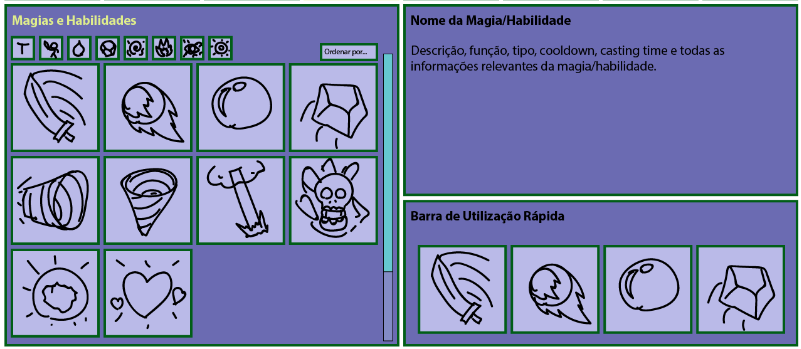 Magias e Habilidades
T
Ordenar por...
Nome da Magia/Habilidade
Descrição, função, tipo, cooldown, casting time e todas as
informações relevantes da magia/habilidade.
Barra de Utilização Rápida